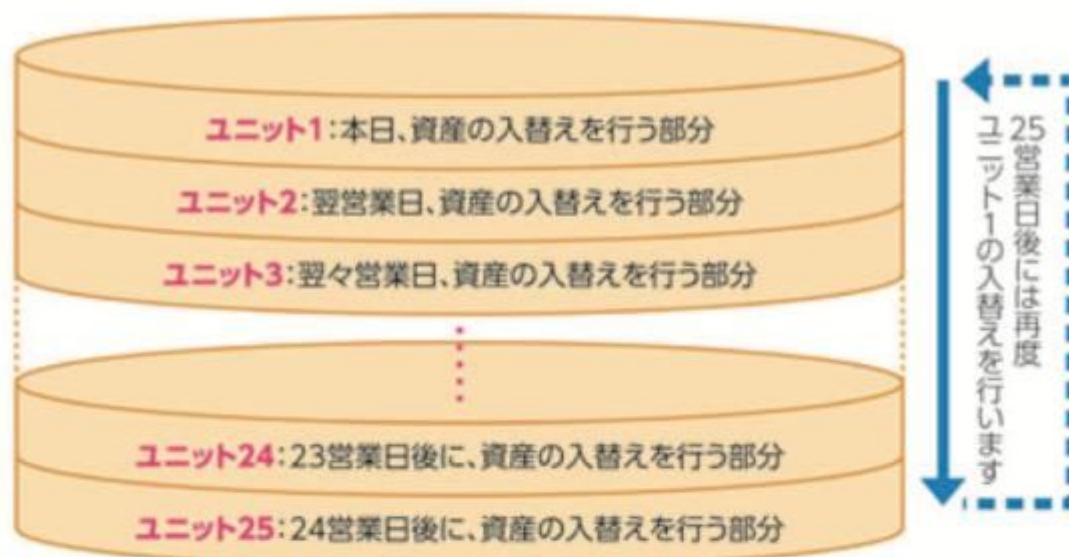 ユニット1：本日、資産の入替えを行う部分
ユニット2：翌営業日、資産の入替えを行う部分
ユニット3：翌々営業日、資産の入替えを行う部分
ユニット24：23営業日後に、資産の入替えを行う部分
ユニット25：24営業日後に、資産の入替えを行う部分
25営業日後には再度
ユニット1の入替えを行います